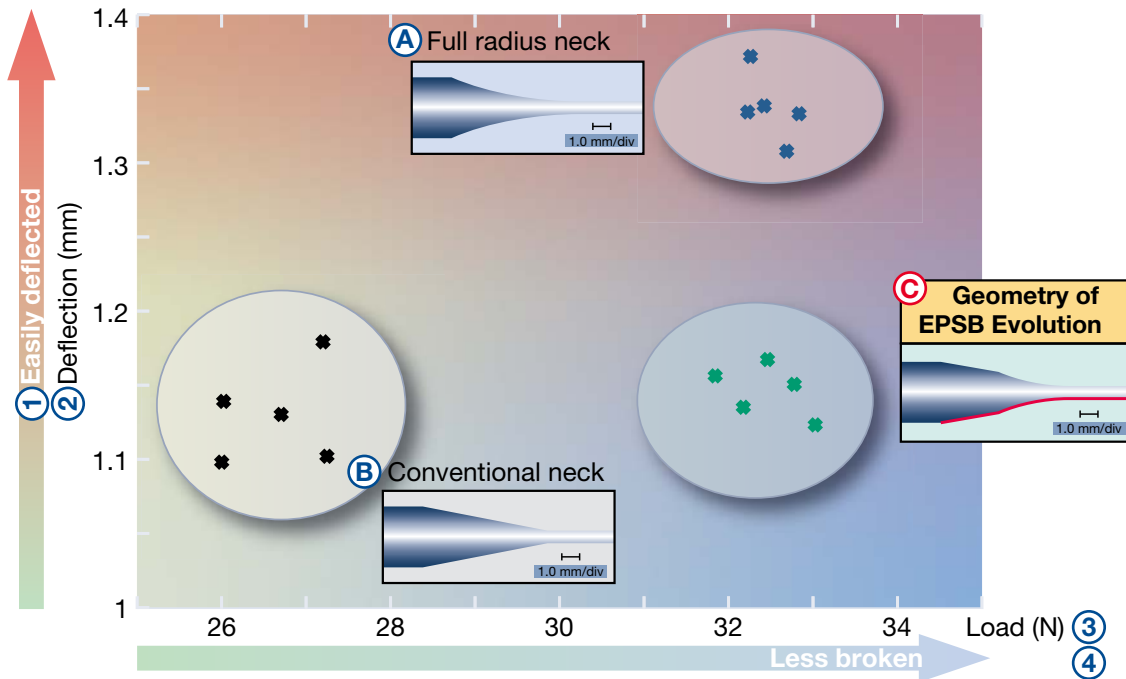 1.4
1.3
1.2
1.1
1
Easily deflected
Deflection (mm)
1
2
A Full radius neck
1.0 mm/div
C Geometry of
EPSB Evolution
1.0 mm/div
B Conventional neck
1.0 mm/div
26 28 30 32 34 Load (N) 3
Less broken 4